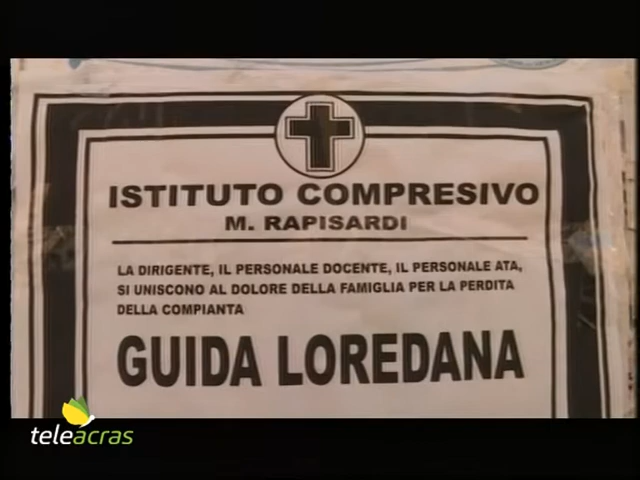 ISTITUTO COMPRESIVO
M. RAPISARDI
LA DIRIGENTE, IL PERSONALE DOCENTE, IL PERSONALE ATA,
SI UNISCONO AL DOLORE DELLA FAMIGLIA PER LA PERDITA
DELLA COMPIANTA
GUIDA LOREDANA
teleacras